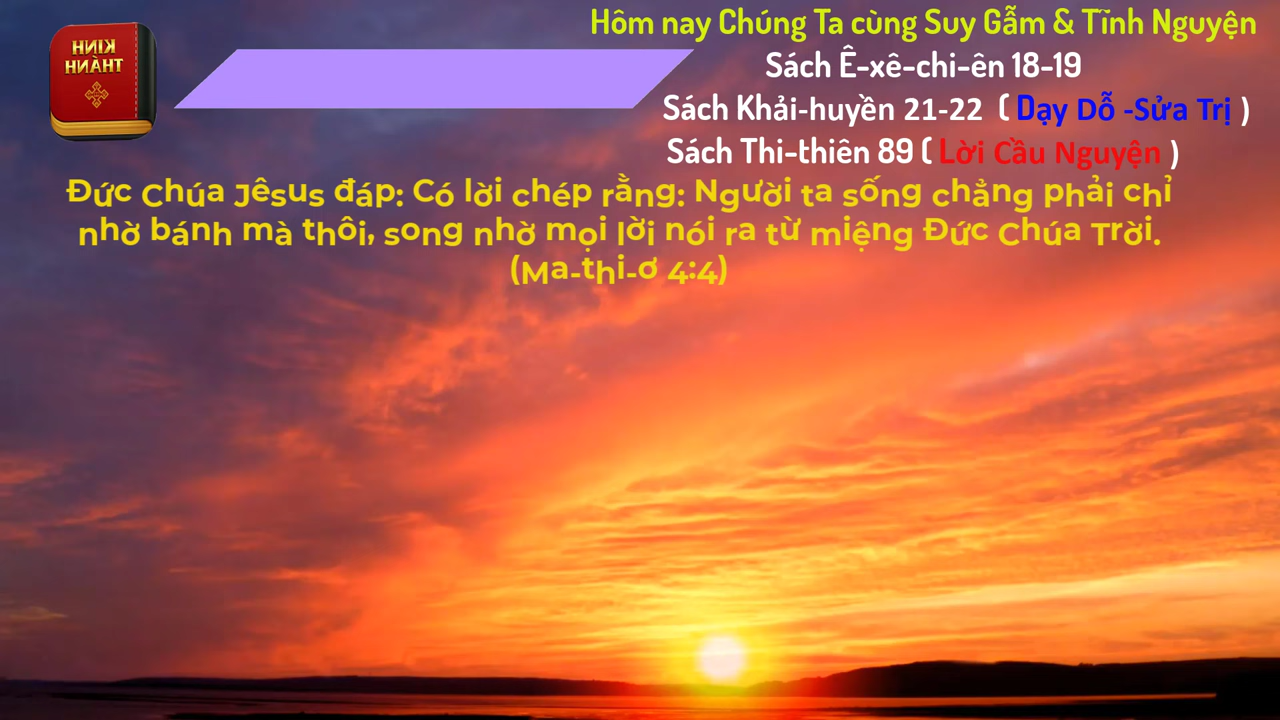 KINH
THÁNH
Hôm nay Chúng Ta cùng Suy Gẫm & Tĩnh Nguyện
Sách Ê-xê-chi-ên 18-19
Sách Khải-huyền 21-22 ( Dạy Dỗ -Sửa Trị )
Sách Thi-thiên 89 ( Lời Cầu Nguyện )
Đức Chúa Jêsus đáp: Có lời chép rằng: Người ta sống chẳng phải chỉ
nhờ bánh mà thôi, song nhờ mọi lời nói ra từ miệng Đức Chúa Trời.
(Ma-thi-ơ 4:4)